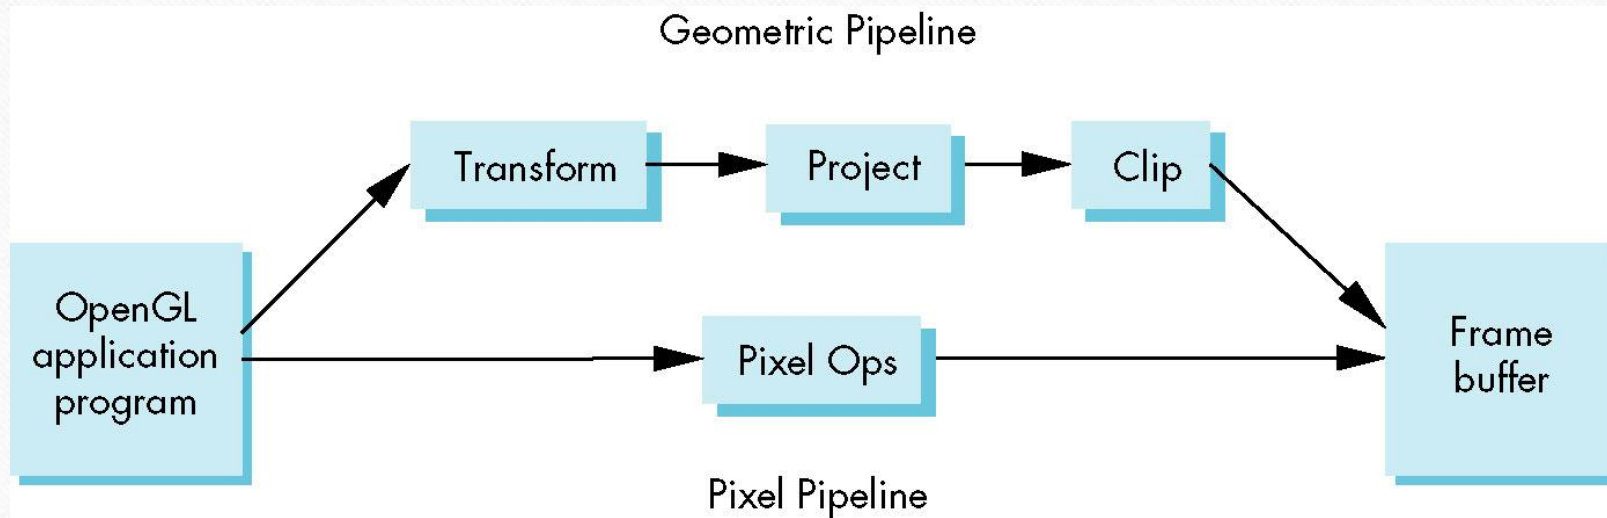 Geometric Pipeline
Transform
Project
Clip
OpenGL
application
program
Pixel Ops
Frame
buffer
Pixel Pipeline